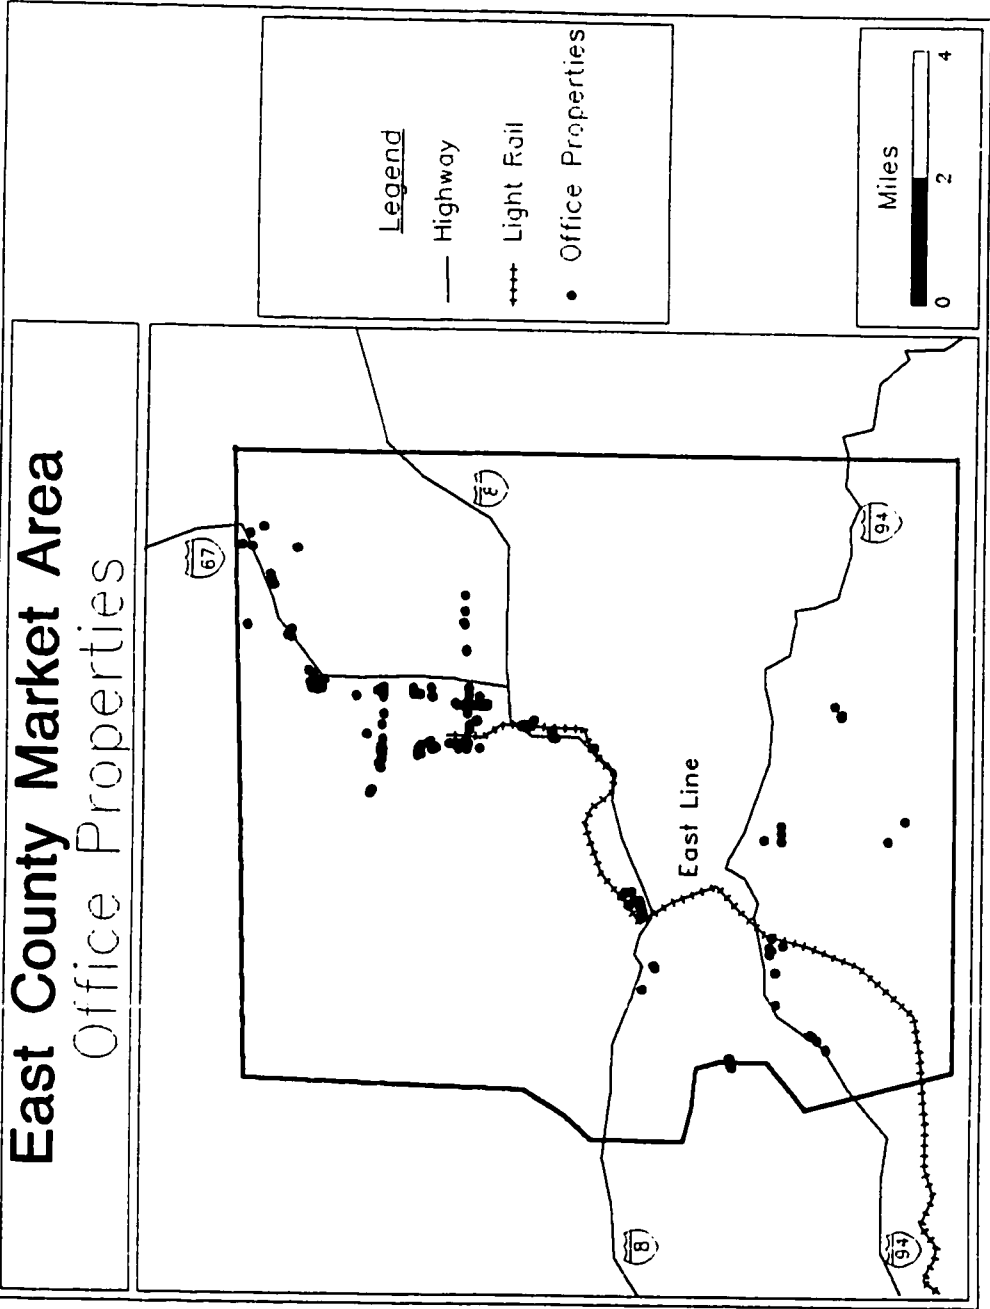 East County Market Area
Office Properties
67
8
East Line
94
8
94
Legend
Highway
Light Rail
Office Properties
Miles
0 2 4